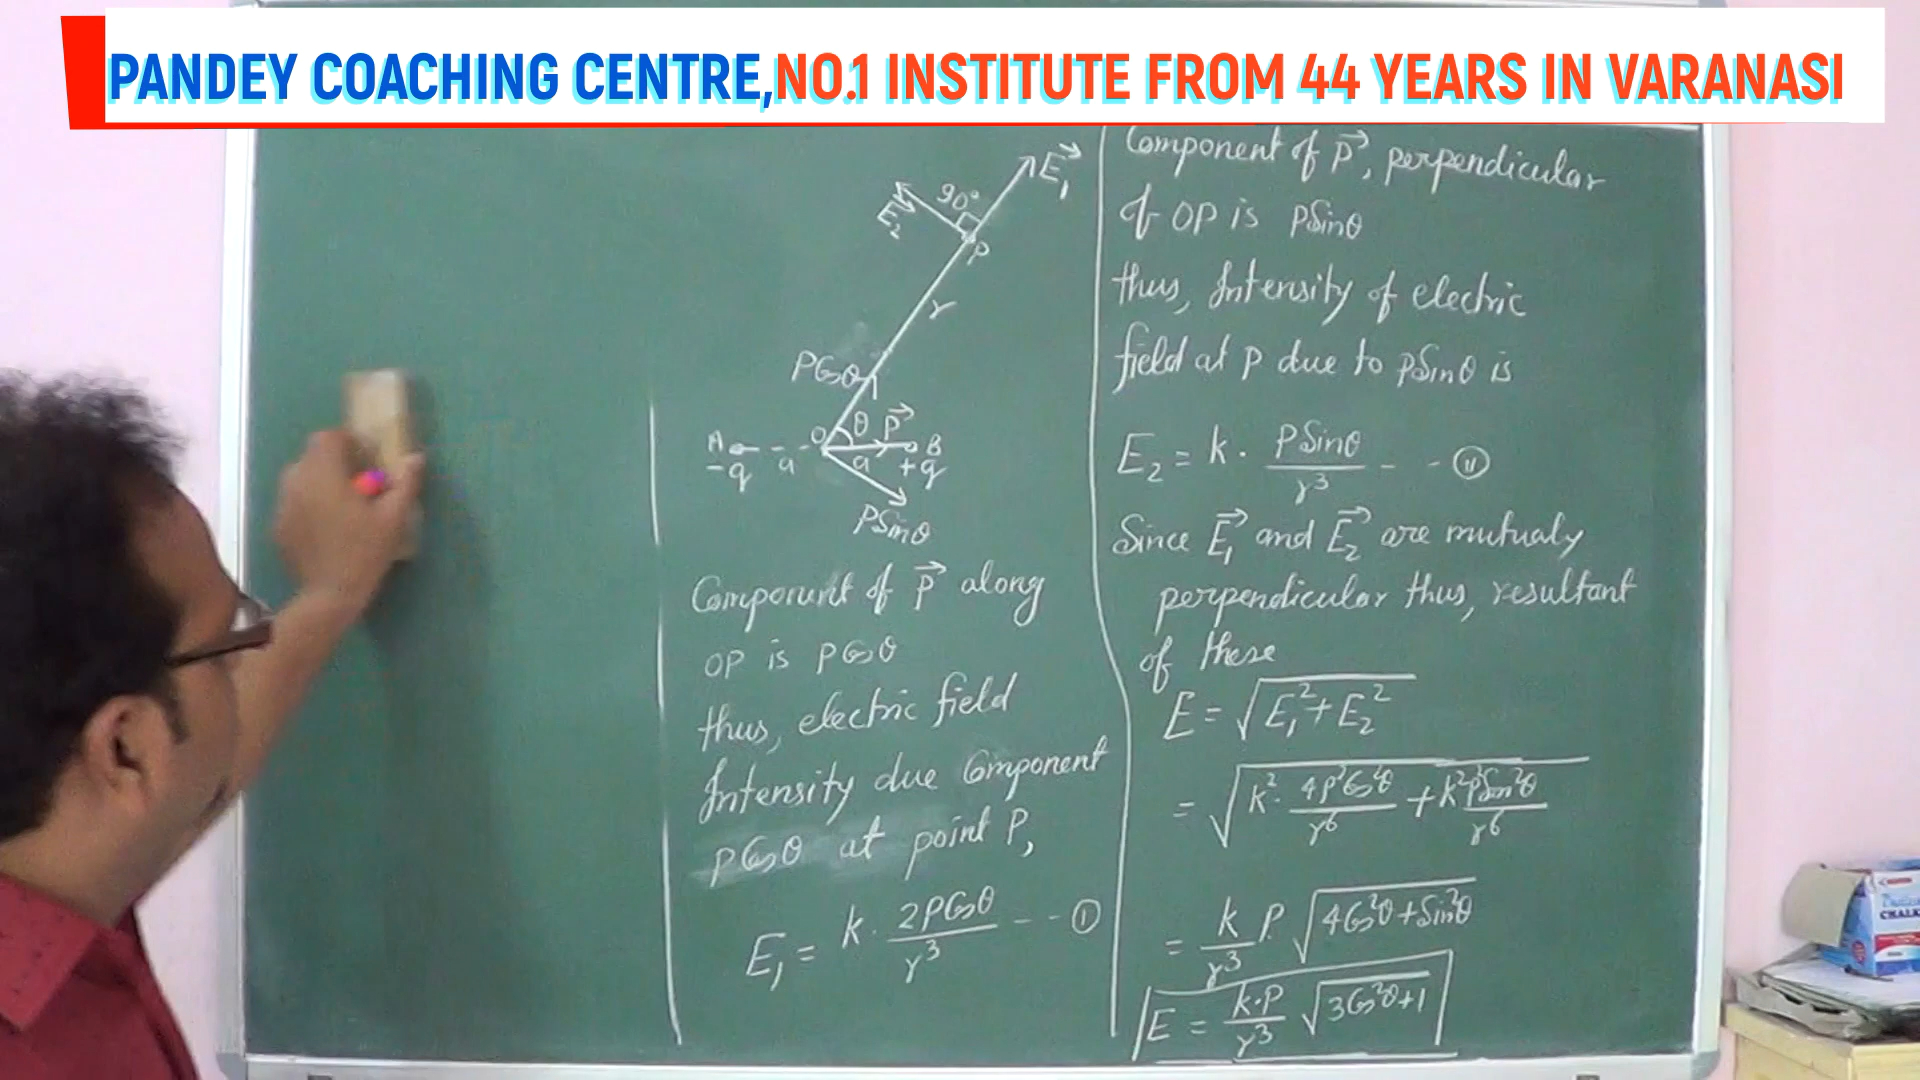 PANDEY COACHING CENTRE,NO.1 INSTITUTE FROM 44 YEARS IN VARANASI
E₁⃗
90°
E₂⃗
P
r
PCosθ
θ P⃗
A O B
-q a a +q
PSinθ
Component of P⃗ along
OP is PCosθ
thus, electric field
Intensity due Component
PCosθ at point P,
E₁ = k · 2PCosθ / r³ --- (I)
Component of P⃗, perpendicular
of OP is PSinθ
thus, Intensity of electric
field at P due to PSinθ is
E₂ = k · PSinθ / r³ - - - (II)
Since E₁⃗ and E₂⃗ are mutualy
perpendicular thus, resultant
of these
E = √(E₁² + E₂²)
= √(k² · 4P²Cos²θ / r⁶ + k²P²Sin²θ / r⁶)
= k / r³ P √(4Cos²θ + Sin²θ)
E = k·P / r³ √(3Cos²θ+1)
CHALK